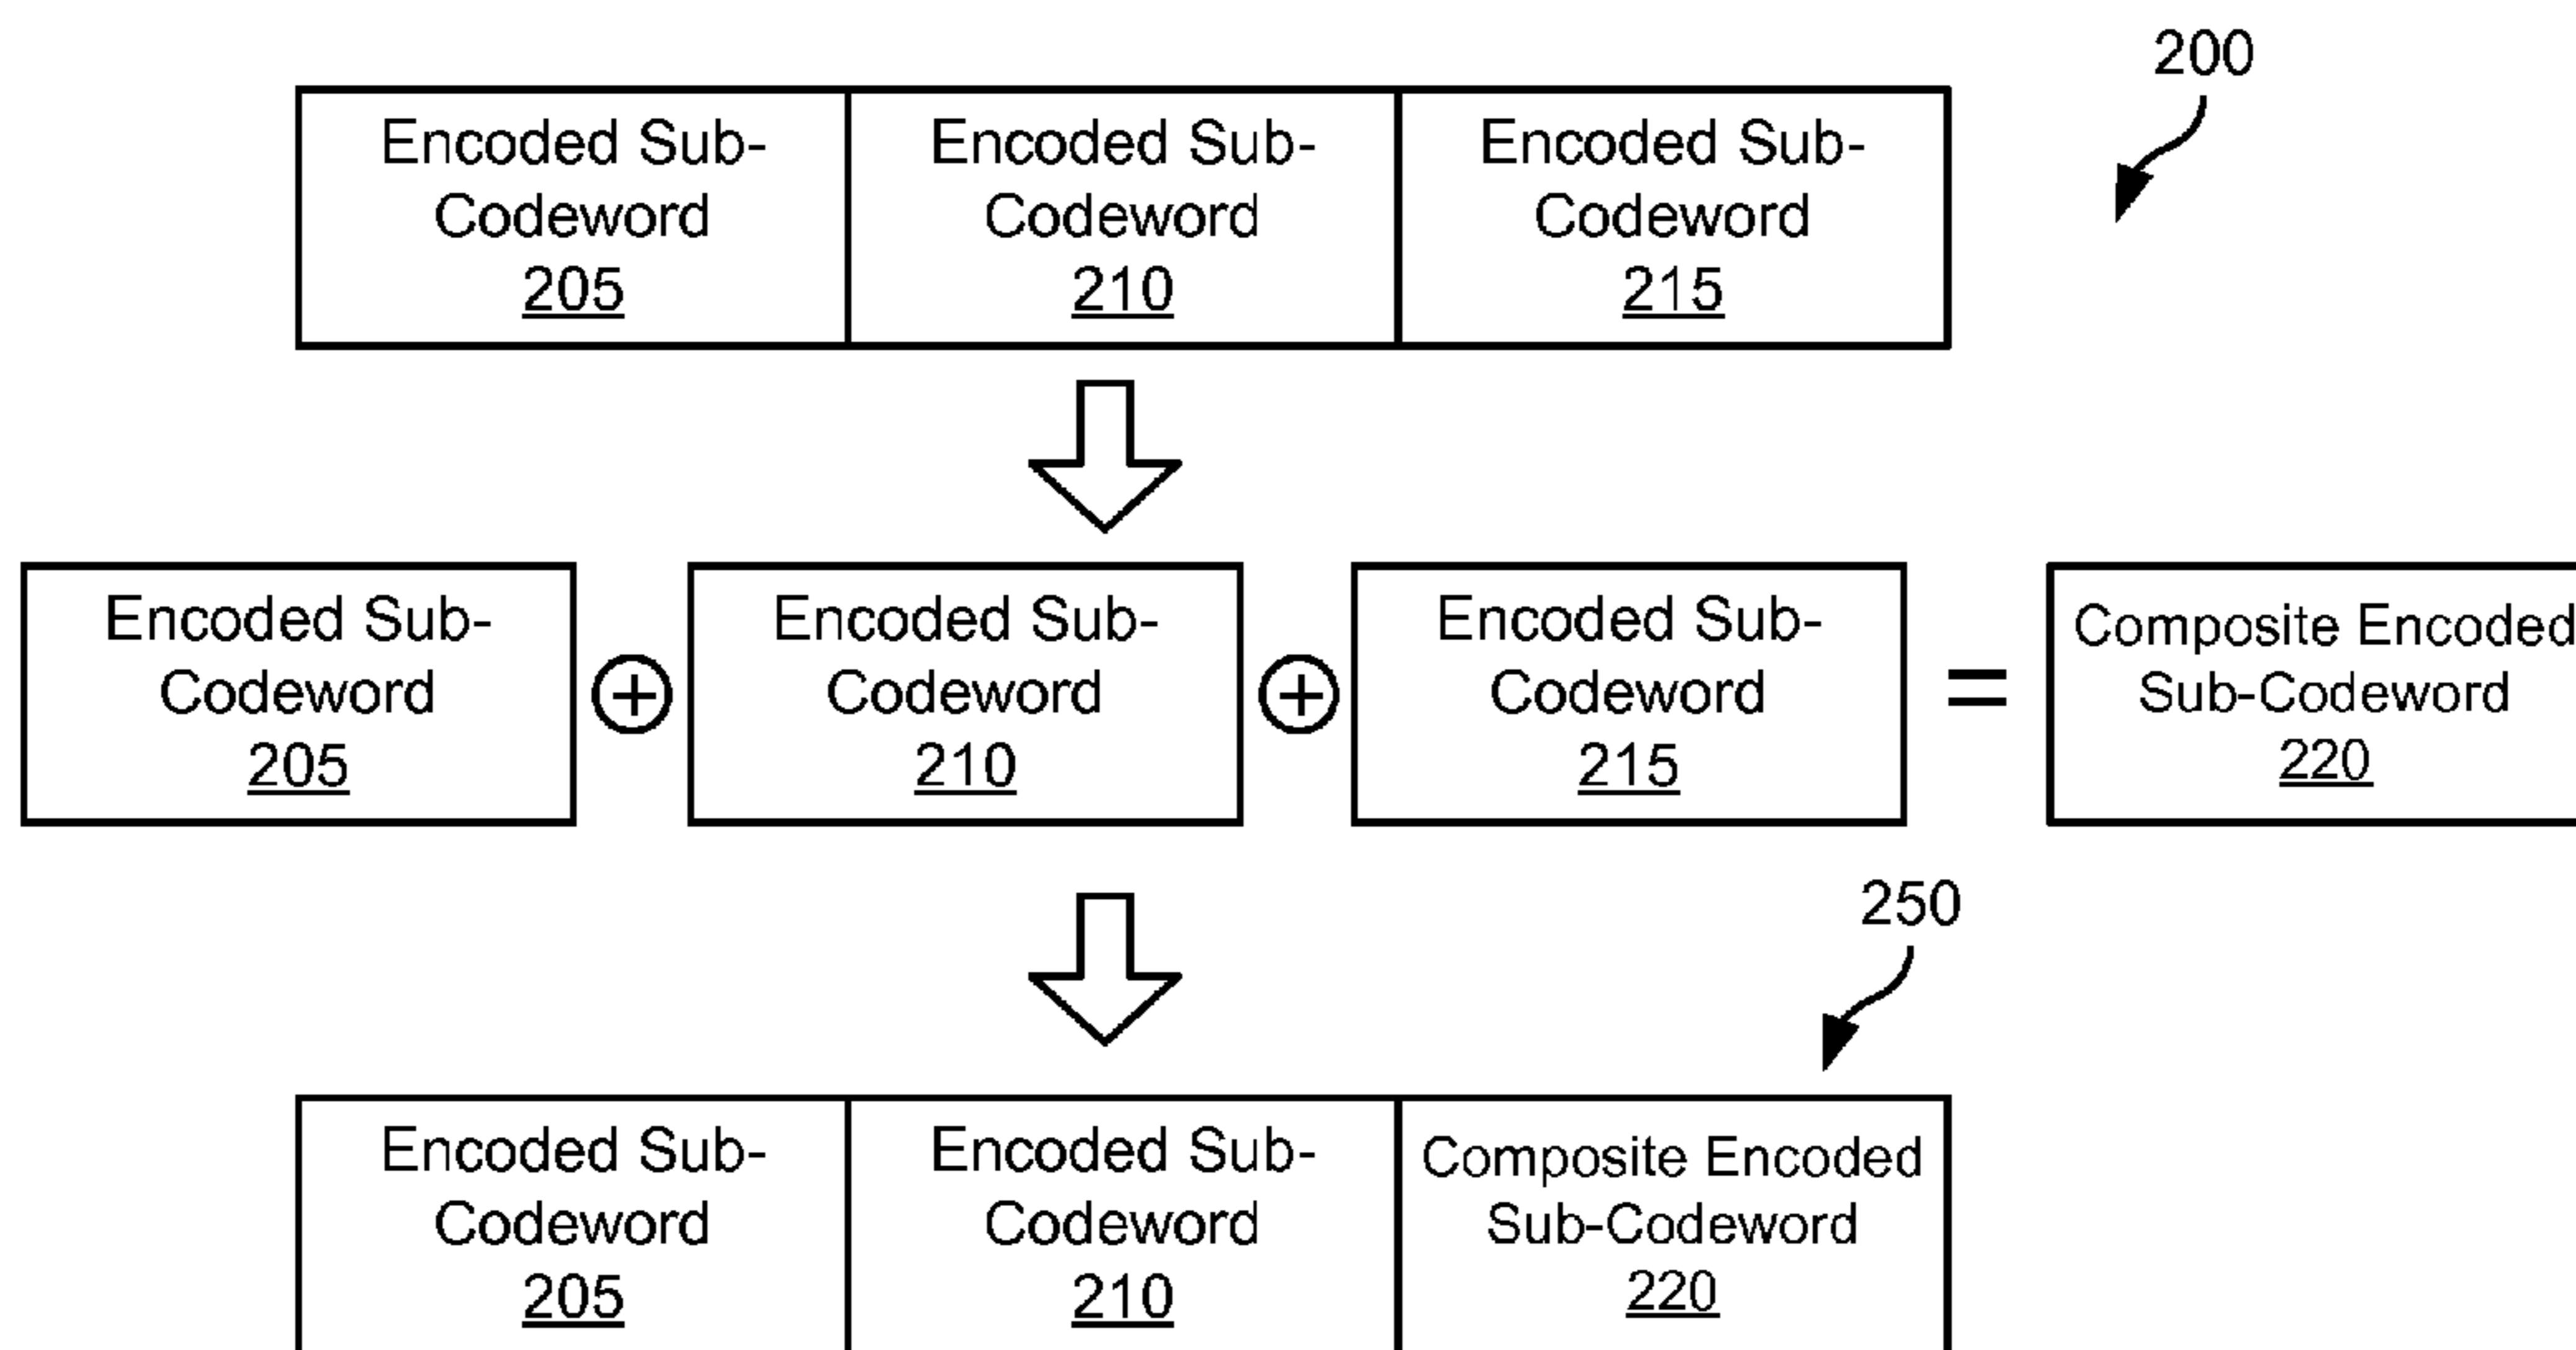 200
Encoded Sub-
Codeword
205
Encoded Sub-
Codeword
210
Encoded Sub-
Codeword
215
Encoded Sub-
Codeword
205
+
Encoded Sub-
Codeword
210
+
Encoded Sub-
Codeword
215
=
Composite Encoded
Sub-Codeword
220
250
Encoded Sub-
Codeword
205
Encoded Sub-
Codeword
210
Composite Encoded
Sub-Codeword
220